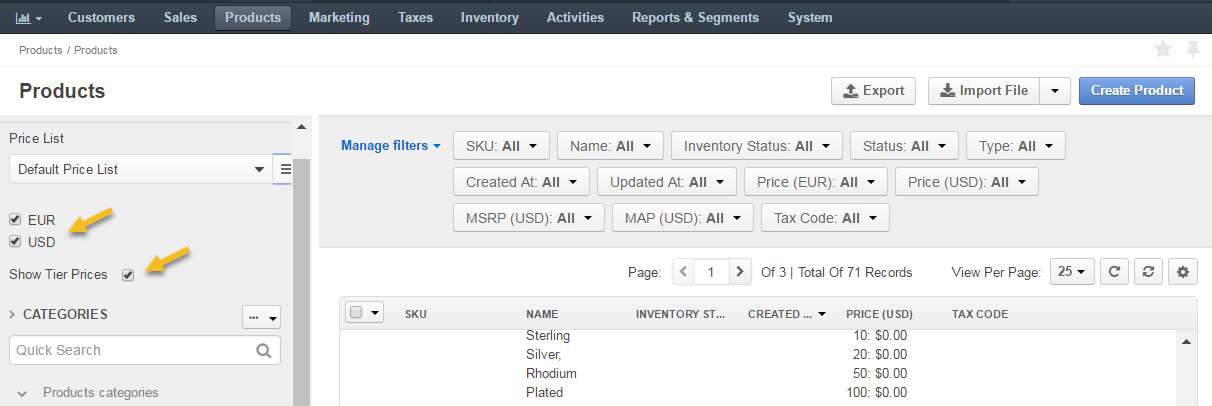 Customers Sales Products Marketing Taxes Inventory Activities Reports & Segments System
Products / Products
Products
Export Import File Create Product
Price List
Default Price List
EUR
USD
Show Tier Prices
CATEGORIES
Quick Search
Products categories
Manage filters SKU: All Name: All Inventory Status: All Status: All Type: All
Created At: All Updated At: All Price (EUR): All Price (USD): All
MSRP (USD): All MAP (USD): All Tax Code: All
Page: 1 Of 3 | Total Of 71 Records View Per Page: 25
SKU NAME INVENTORY ST... CREATED ... PRICE (USD) TAX CODE
Sterling 10: $0.00
Silver, 20: $0.00
Rhodium 50: $0.00
Plated 100: $0.00